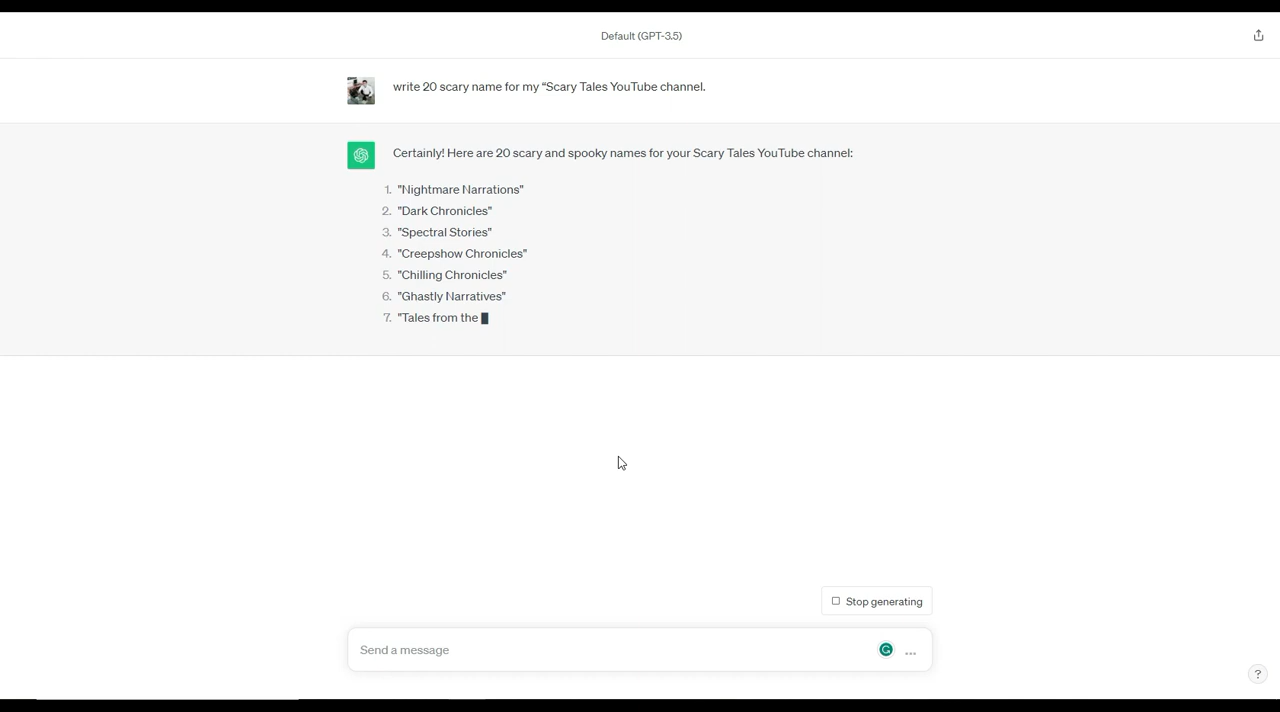 Default (GPT-3.5)
write 20 scary name for my “Scary Tales YouTube channel.
Certainly! Here are 20 scary and spooky names for your Scary Tales YouTube channel:
1. "Nightmare Narrations"
2. "Dark Chronicles"
3. "Spectral Stories"
4. "Creepshow Chronicles"
5. "Chilling Chronicles"
6. "Ghastly Narratives"
7. "Tales from the
Stop generating
Send a message
?